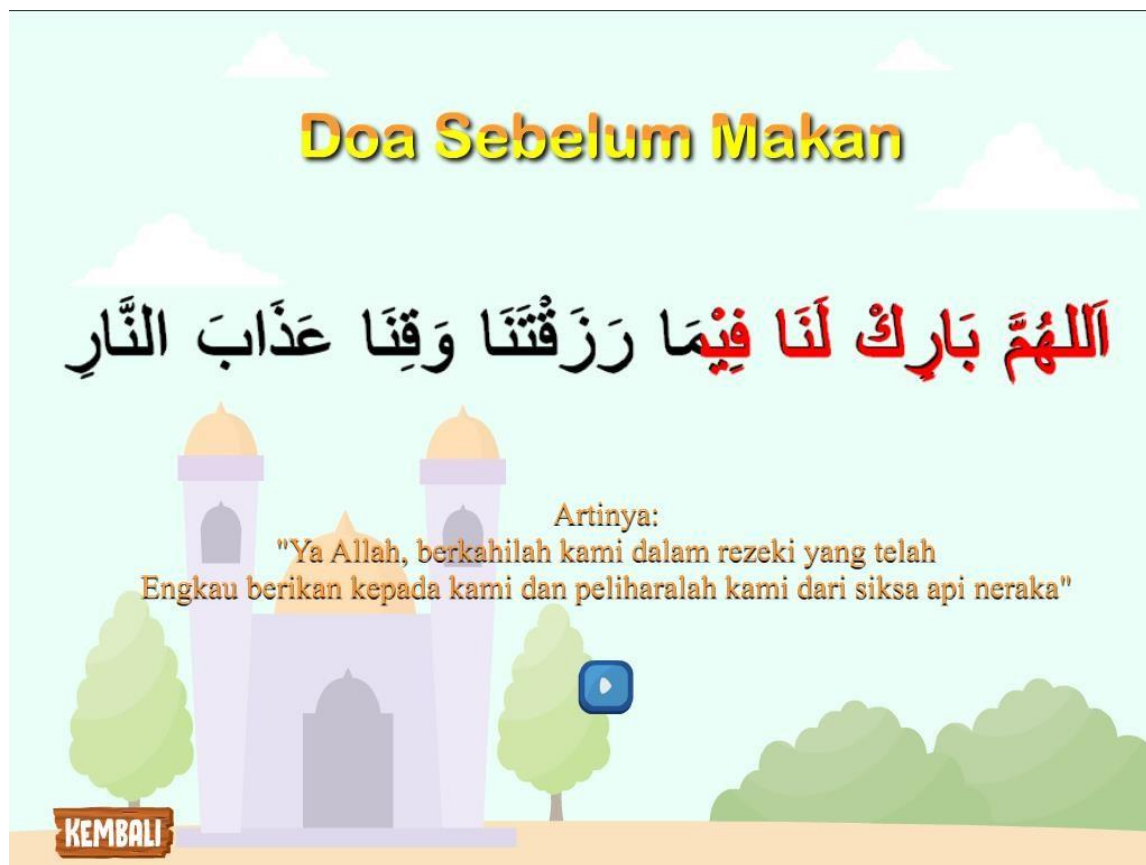 Doa Sebelum Makan
اَللهُمَّ بَارِكْ لَنَا فِيْمَا رَزَقْتَنَا وَقِنَا عَذَابَ النَّارِ
Artinya:
"Ya Allah, berkahilah kami dalam rezeki yang telah
Engkau berikan kepada kami dan peliharalah kami dari siksa api neraka"
KEMBALI